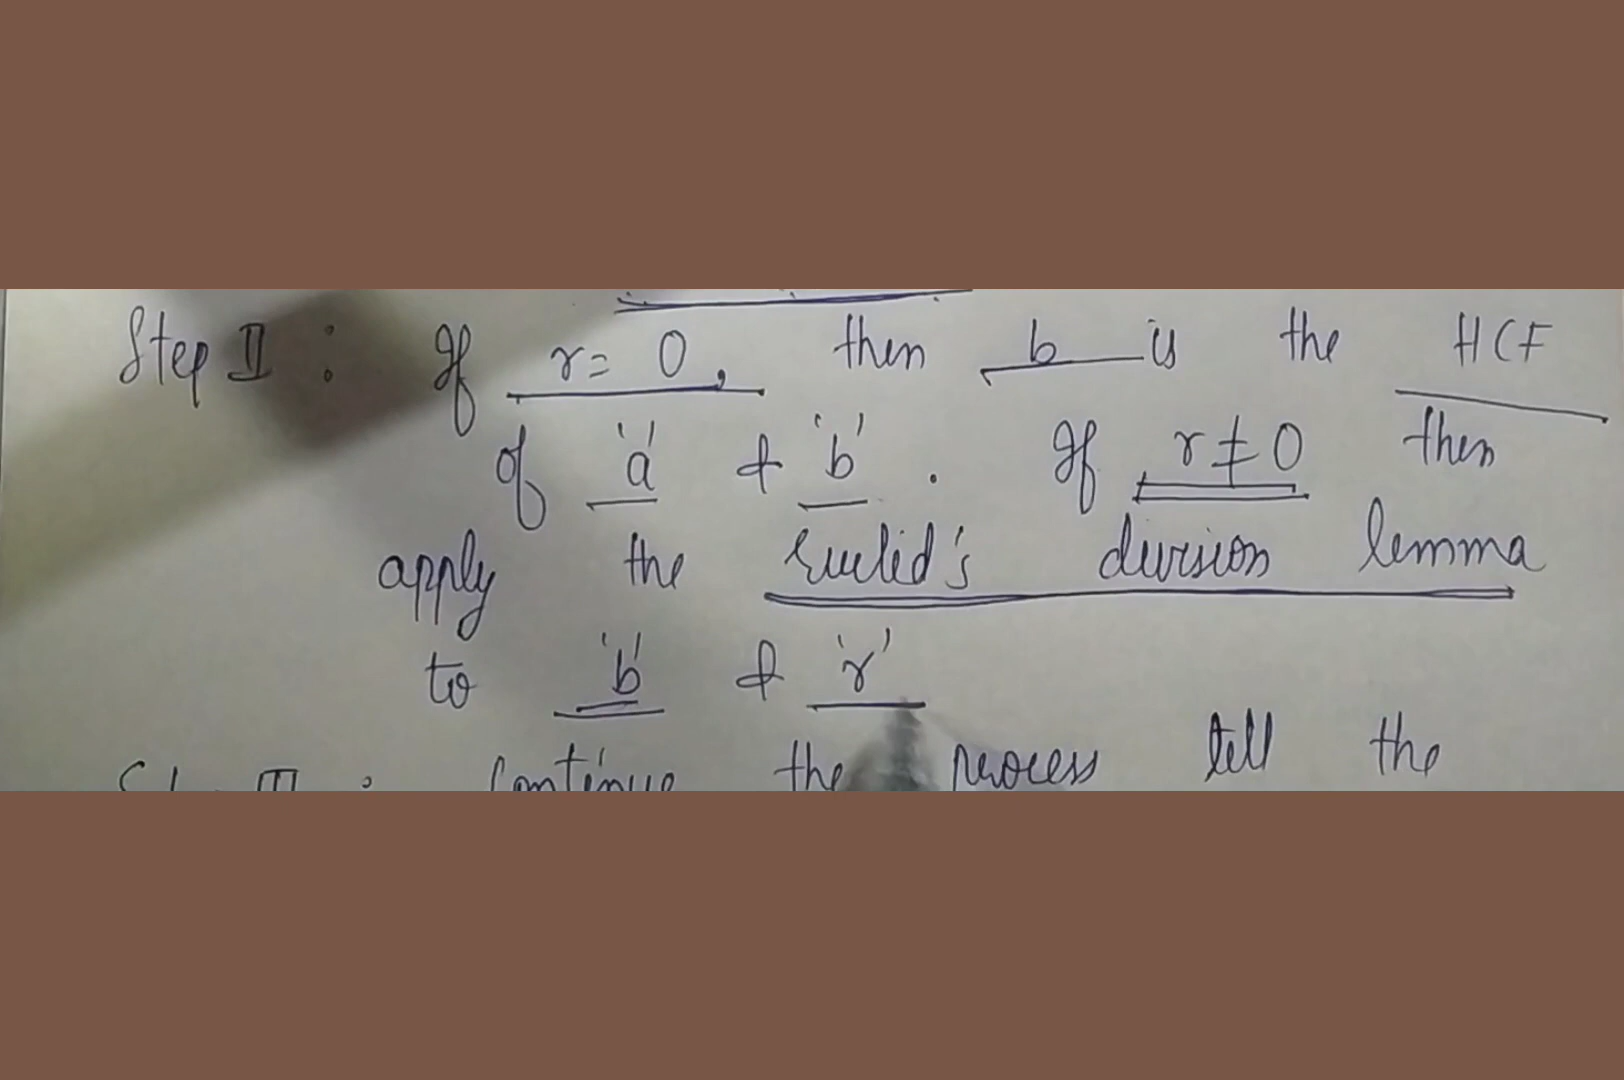 Step II : If r = 0, then b is the HCF
of 'a' & 'b'. If r ≠ 0 then
apply the Euclid's division lemma
to 'b' & 'r'
Continue the process till the